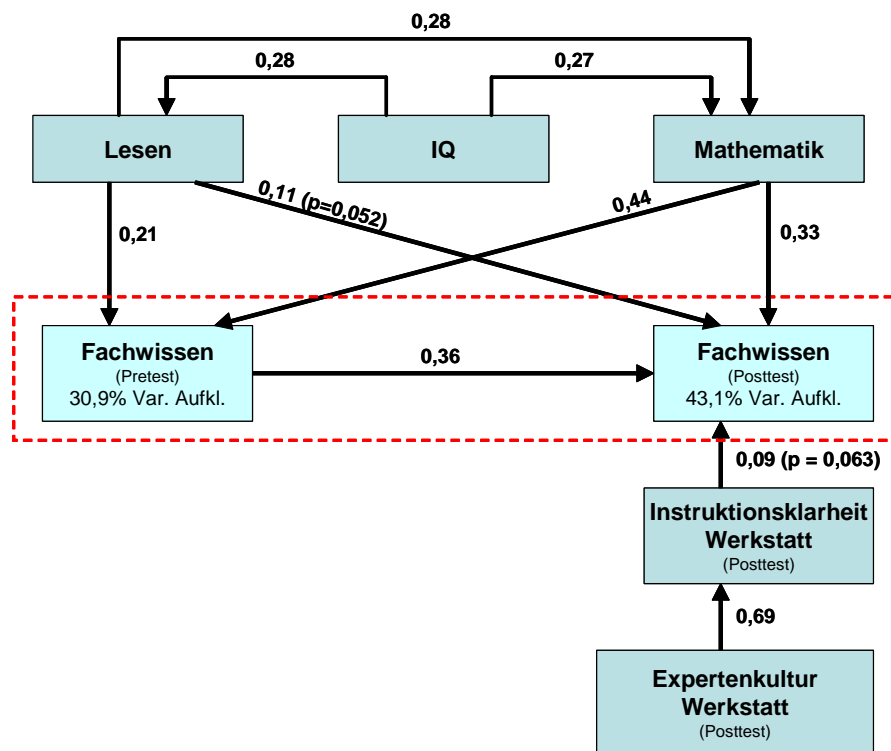 0,28
0,28
0,27
Lesen
IQ
Mathematik
0,11 (p=0,052)
0,44
0,21
0,33
Fachwissen
(Pretest)
30,9% Var. Aufkl.
0,36
Fachwissen
(Posttest)
43,1% Var. Aufkl.
0,09 (p = 0,063)
Instruktionsklarheit
Werkstatt
(Posttest)
0,69
Expertenkultur
Werkstatt
(Posttest)